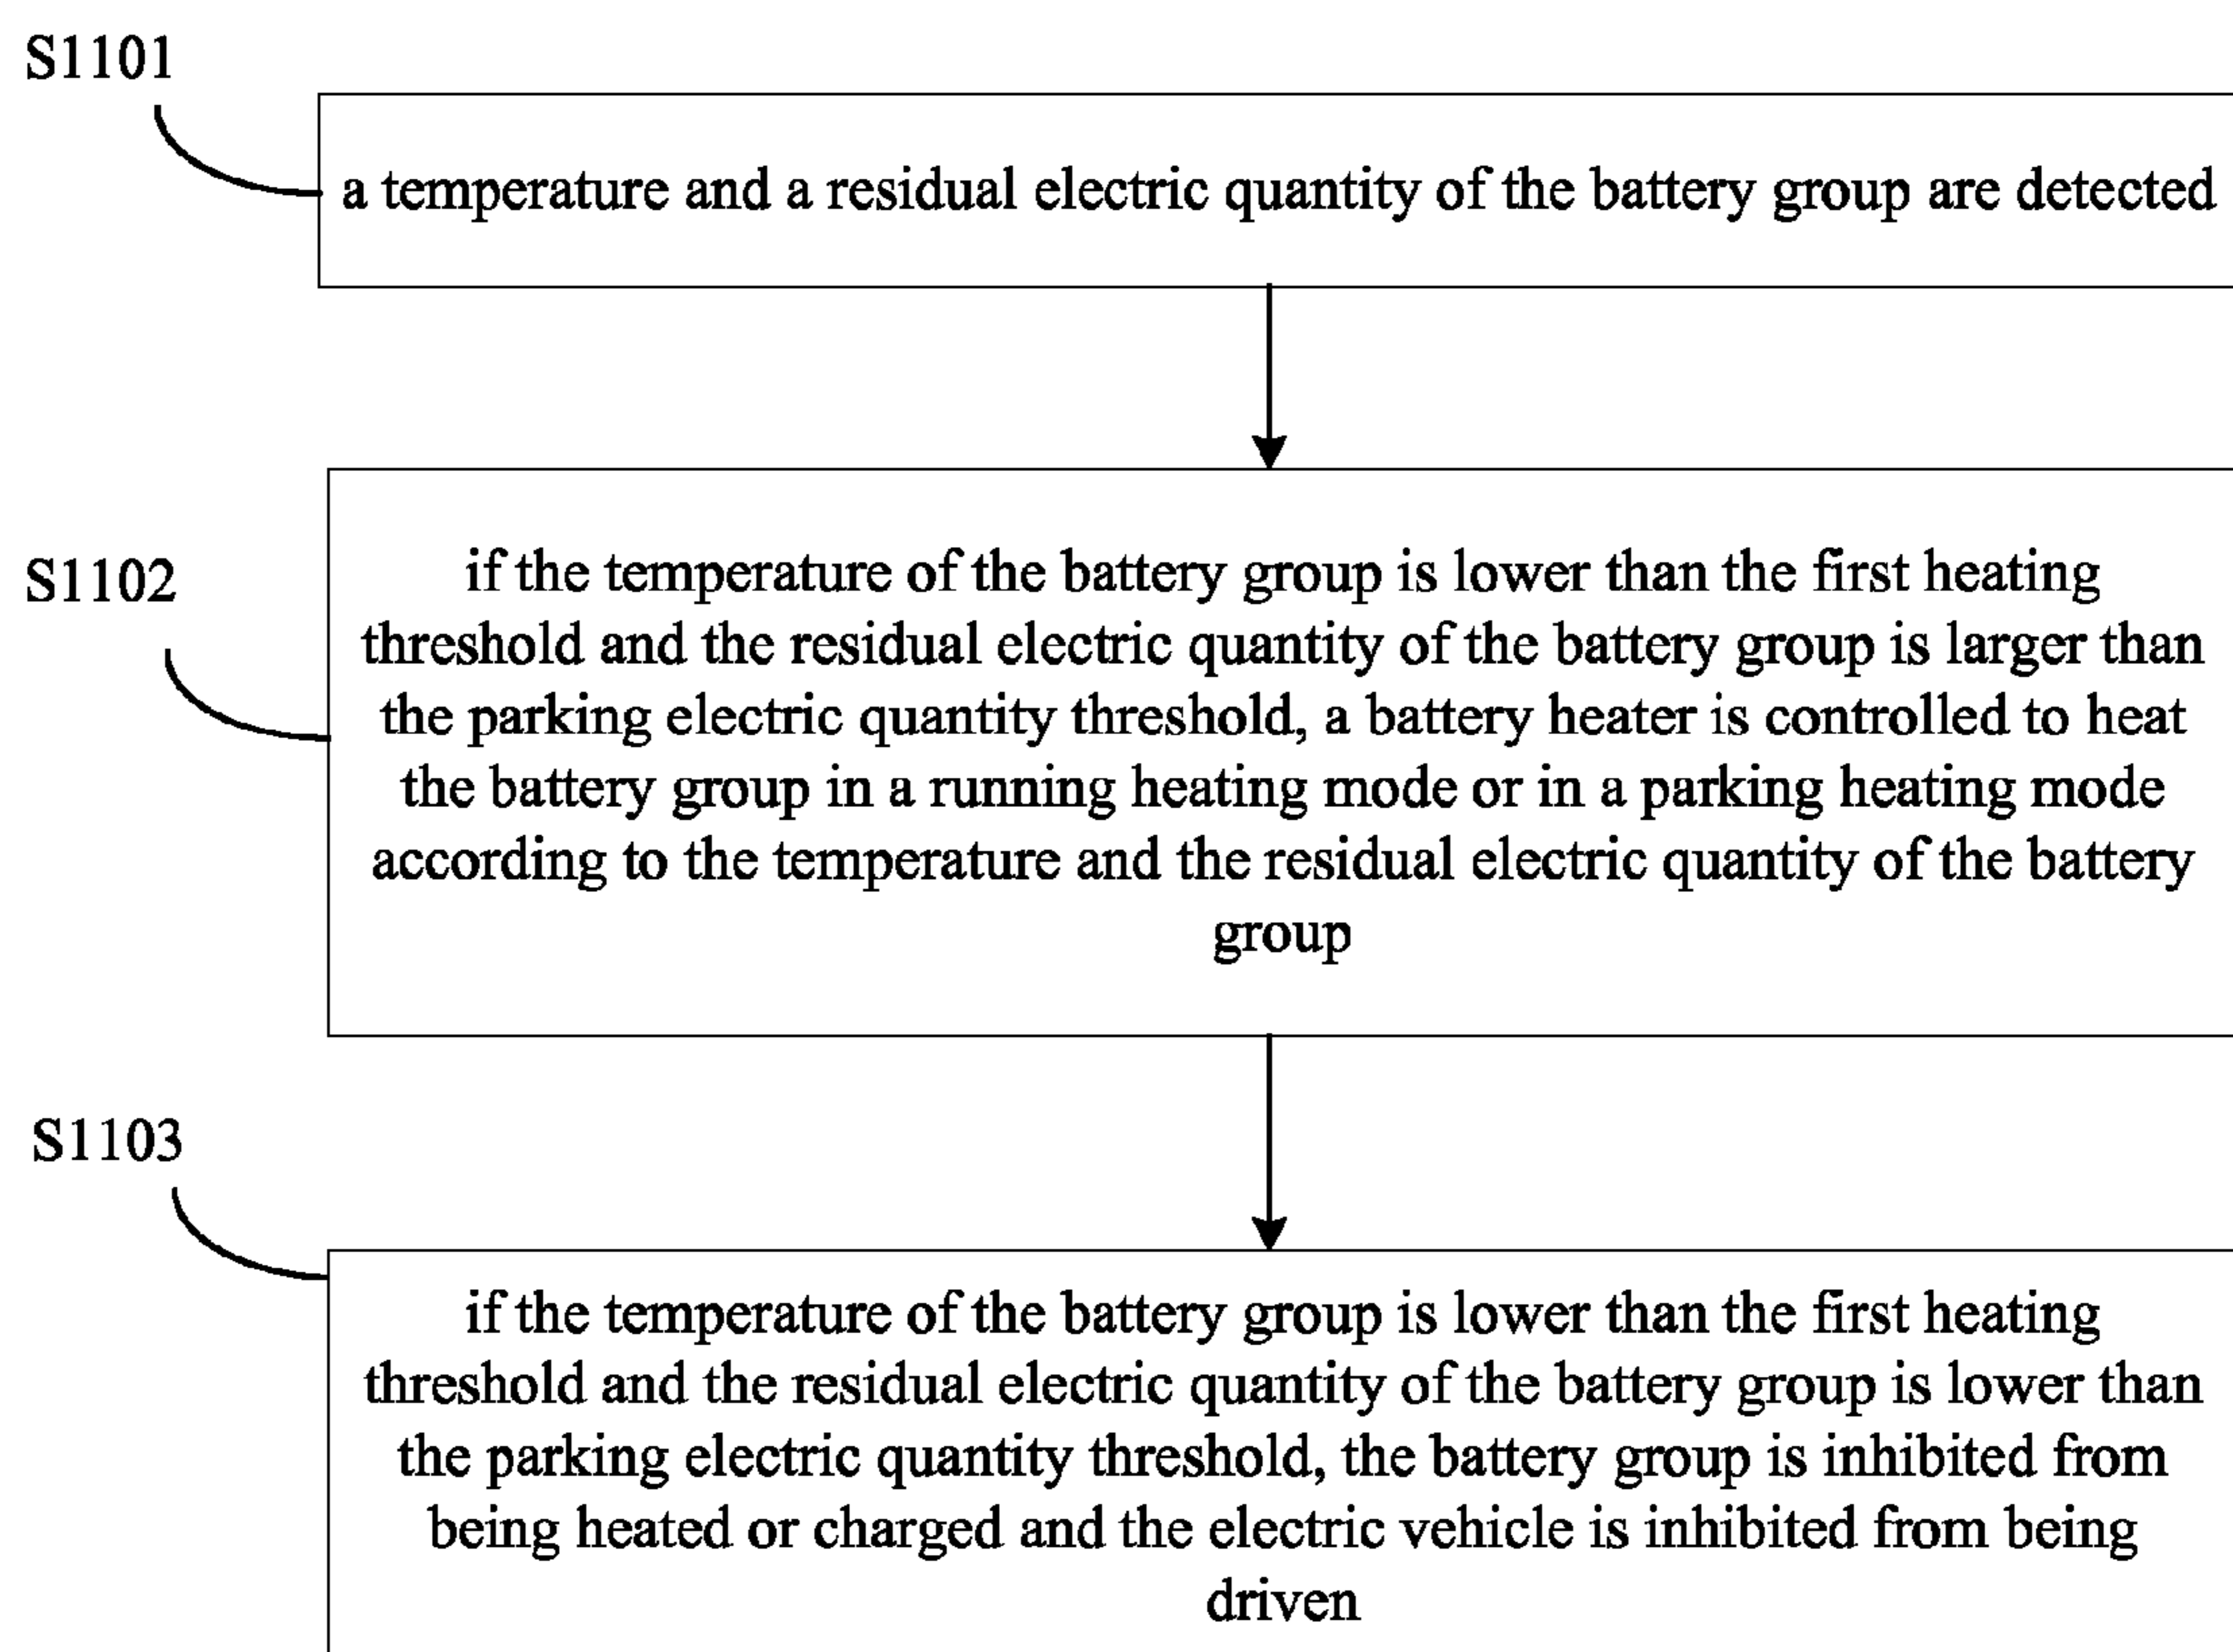 S1101
a temperature and a residual electric quantity of the battery group are detected
S1102
if the temperature of the battery group is lower than the first heating
threshold and the residual electric quantity of the battery group is larger than
the parking electric quantity threshold, a battery heater is controlled to heat
the battery group in a running heating mode or in a parking heating mode
according to the temperature and the residual electric quantity of the battery
group
S1103
if the temperature of the battery group is lower than the first heating
threshold and the residual electric quantity of the battery group is lower than
the parking electric quantity threshold, the battery group is inhibited from
being heated or charged and the electric vehicle is inhibited from being
driven